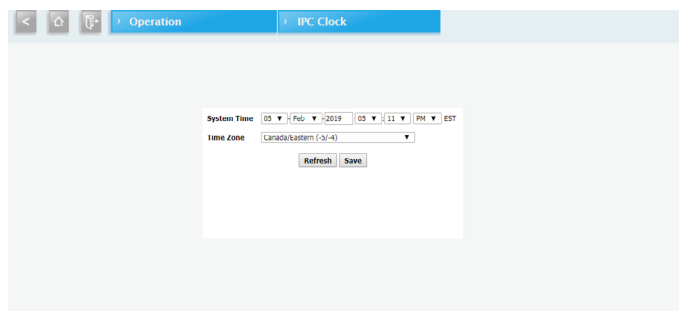 < › Operation › IPC Clock
System Time 05 ▼ - Feb ▼ - 2019 05 ▼ : 11 ▼ PM ▼ EST
Time Zone Canada/Eastern (-5/-4) ▼
Refresh Save